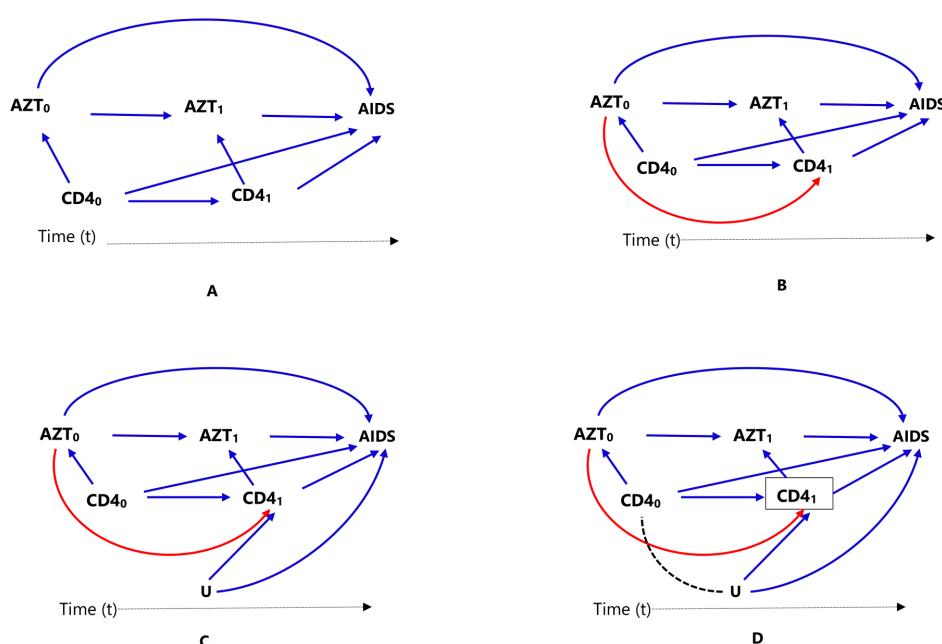 AZT₀ AZT₁ AIDS
CD4₀ CD4₁
Time (t)
A
AZT₀ AZT₁ AIDS
CD4₀ CD4₁
Time (t)
B
AZT₀ AZT₁ AIDS
CD4₀ CD4₁
U
Time (t)
C
AZT₀ AZT₁ AIDS
CD4₀ CD4₁
U
Time (t)
D